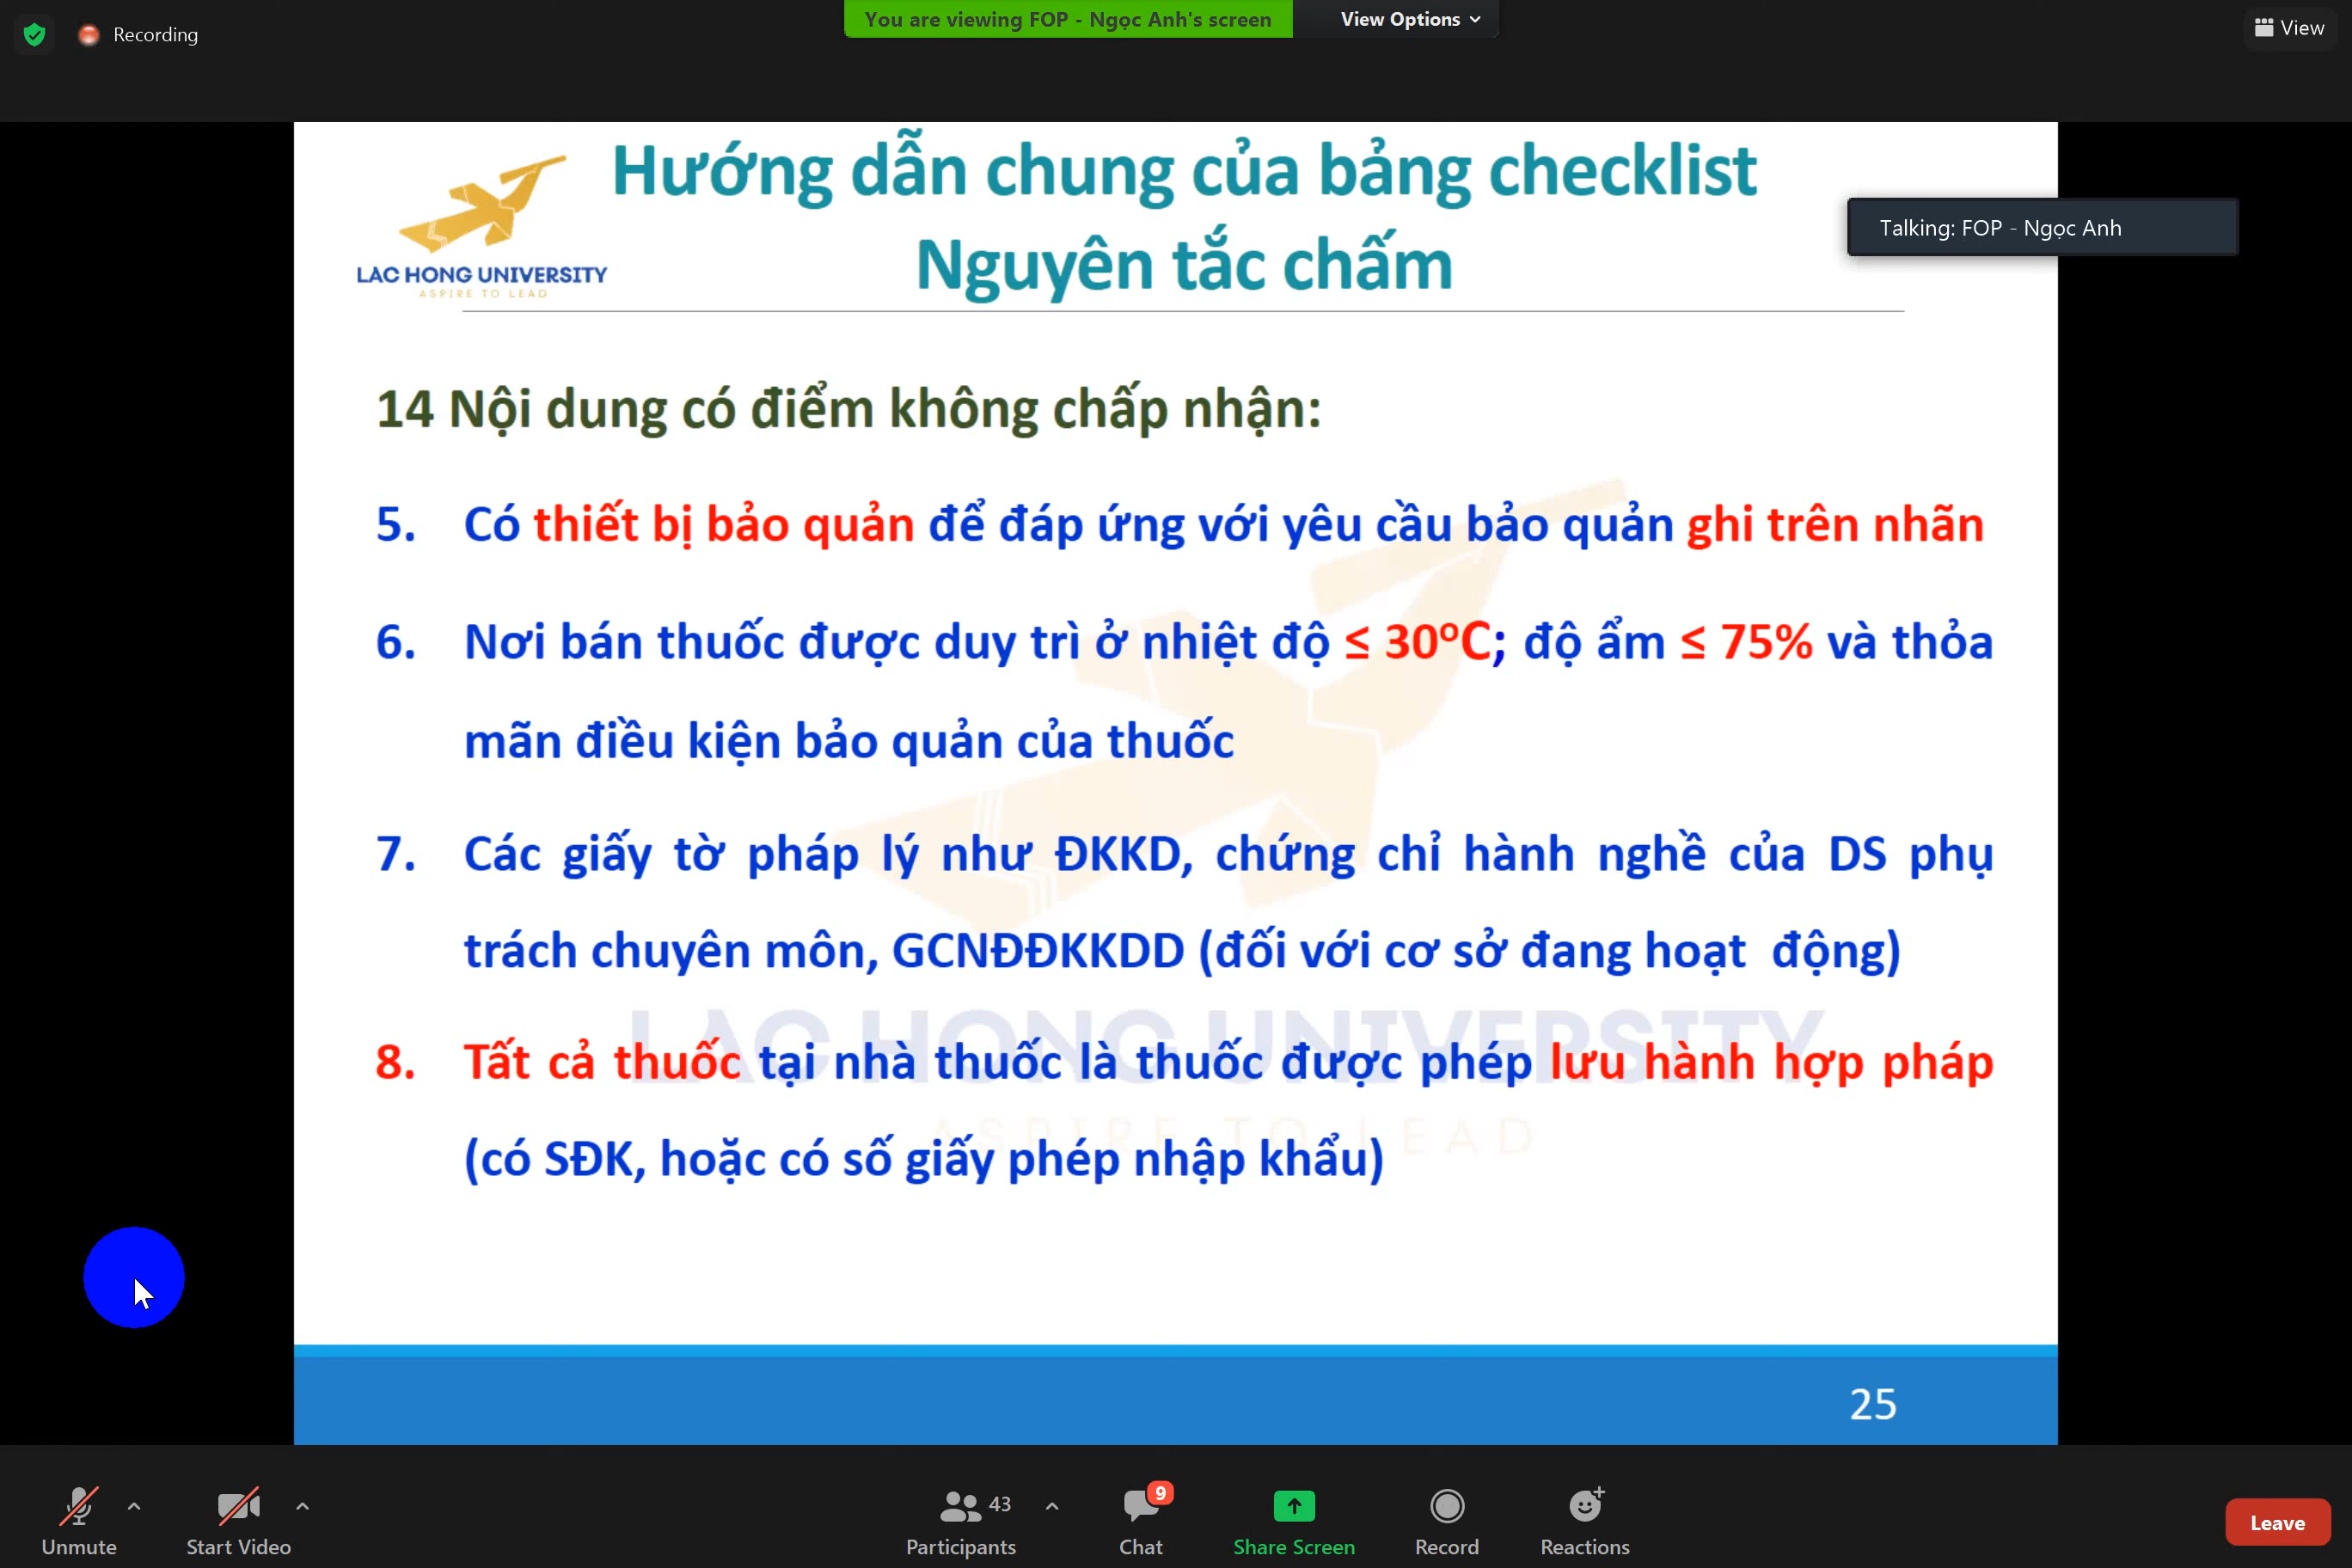 You are viewing FOP - Ngọc Anh's screen
View Options
Recording
View
Hướng dẫn chung của bảng checklist
Nguyên tắc chấm
Talking: FOP - Ngọc Anh
LAC HONG UNIVERSITY
ASPIRE TO LEAD
14 Nội dung có điểm không chấp nhận:
5. Có thiết bị bảo quản để đáp ứng với yêu cầu bảo quản ghi trên nhãn
6. Nơi bán thuốc được duy trì ở nhiệt độ ≤ 30ºC; độ ẩm ≤ 75% và thỏa
mãn điều kiện bảo quản của thuốc
7. Các giấy tờ pháp lý như ĐKKD, chứng chỉ hành nghề của DS phụ
trách chuyên môn, GCNĐĐKKDD (đối với cơ sở đang hoạt động)
LAC HONG UNIVERSITY
8. Tất cả thuốc tại nhà thuốc là thuốc được phép lưu hành hợp pháp
ASPIRE TO LEAD
(có SĐK, hoặc có số giấy phép nhập khẩu)
25
43
9
Unmute
Start Video
Participants
Chat
Share Screen
Record
Reactions
Leave